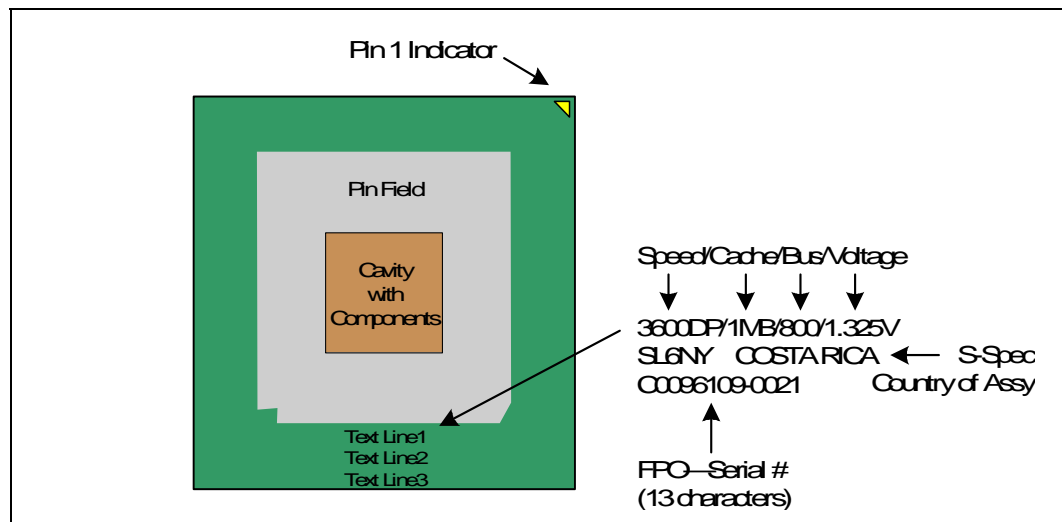 Pin 1 Indicator
Pin Field
Cavity
with
Components
Text Line1
Text Line2
Text Line3
Speed/Cache/Bus/Voltage
3600DP/1MB/800/1.325V
SL6NY COSTA RICA
C0096109-0021
S-Spec
Country of Assy
FPO—Serial #
(13 characters)